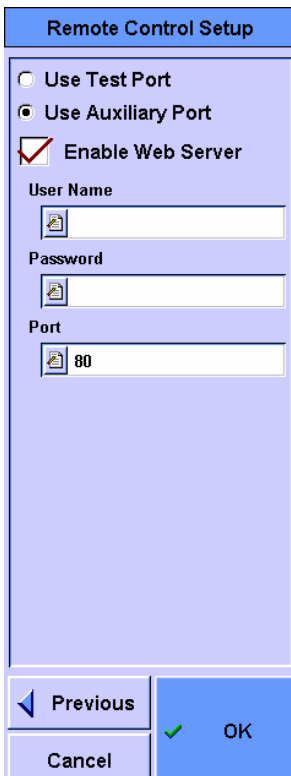 Remote Control Setup
Use Test Port
Use Auxiliary Port
Enable Web Server
User Name
Password
Port
80
Previous
OK
Cancel